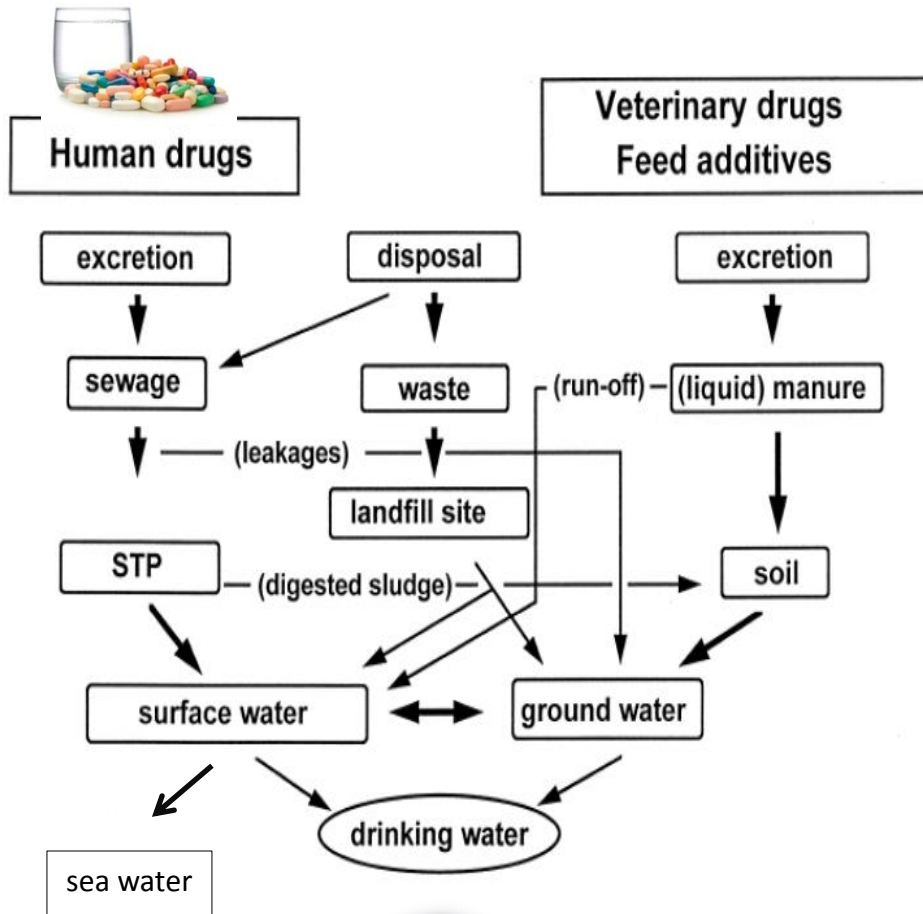 Human drugs
Veterinary drugs
Feed additives
excretion
disposal
excretion
sewage
waste
(run-off)
(liquid) manure
(leakages)
landfill site
STP
(digested sludge)
soil
surface water
ground water
drinking water
sea water